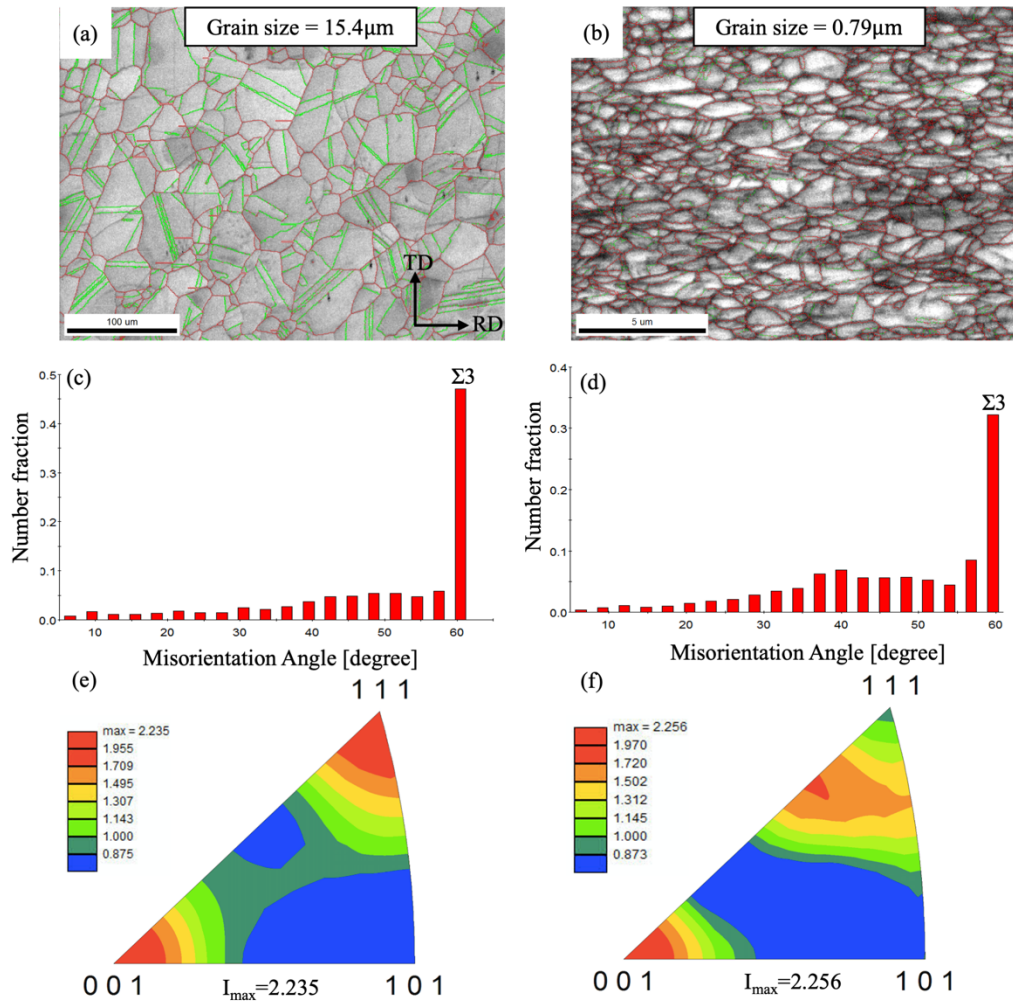 (a)
Grain size = 15.4μm
TD
RD
100 um
(b)
Grain size = 0.79μm
5 um
(c)
Σ3
Number fraction
0.5
0.4
0.3
0.2
0.1
0.0
10
20
30
40
50
60
Misorientation Angle [degree]
(d)
Σ3
Number fraction
0.4
0.3
0.2
0.1
0.0
10
20
30
40
50
60
Misorientation Angle [degree]
(e)
1 1 1
max = 2.235
1.955
1.709
1.495
1.307
1.143
1.000
0.875
0 0 1
1 0 1
Imax=2.235
(f)
1 1 1
max = 2.256
1.970
1.720
1.502
1.312
1.145
1.000
0.873
0 0 1
1 0 1
Imax=2.256